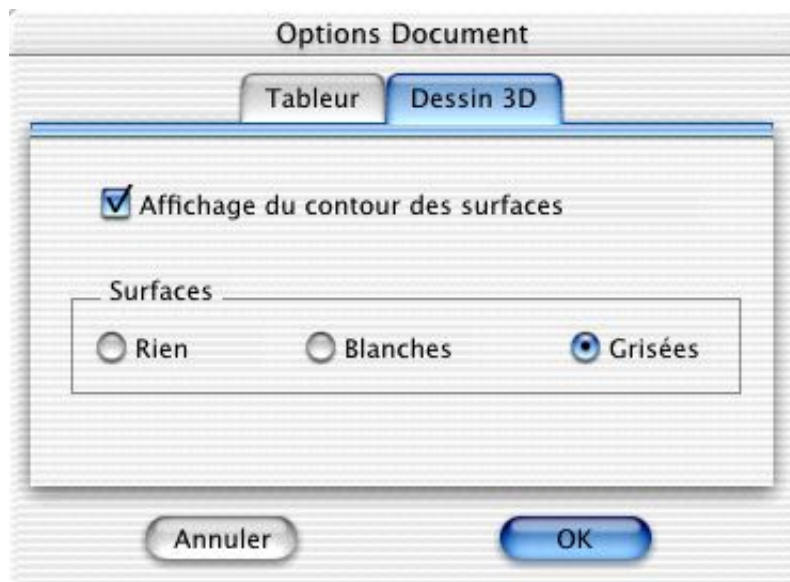 Options Document
Tableur Dessin 3D
Affichage du contour des surfaces
Surfaces
Rien Blanches Grisées
Annuler OK